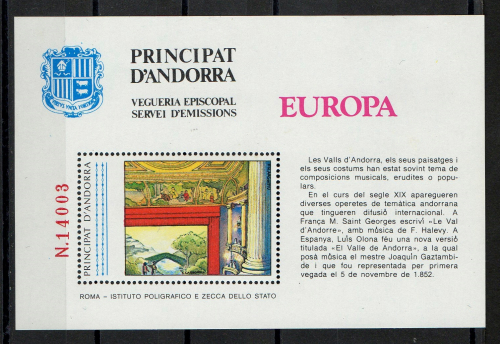 PRINCIPAT
D'ANDORRA
VEGUERIA EPISCOPAL
SERVEI D'EMISSIONS
EUROPA
N.14003
PRINCIPAT D'ANDORRA
Les Valls d'Andorra, els seus paisatges i
els seus costums han estat sovint tema de
composicions musicals, erudites o popu-
lars.
En el curs del segle XIX aparegueren
diverses operetes de temàtica andorrana
que tingueren difusió internacional. A
França M. Saint Georges escriví «Le Val
d'Andorre», amb mòsica de F. Halevy. A
Espanya, Luïs Olona féu una nova versió
titulada «El Valle de Andorra», a la qual
posà mòsica el mestre Joaquín Gaztambi-
de i que fou representada per primera
vegada el 5 de novembre de 1.852.
ROMA – ISTITUTO POLIGRAFICO E ZECCA DELLO STATO